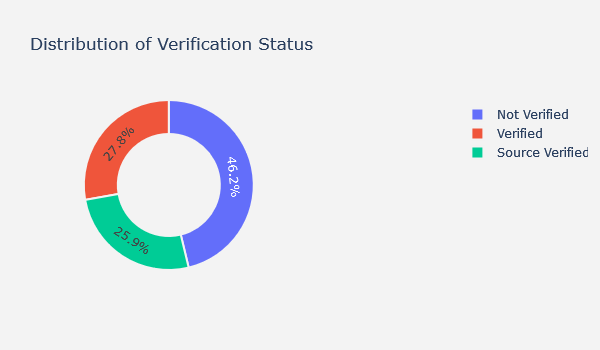 Distribution of Verification Status
Not Verified
Verified
Source Verified
27.8%
46.2%
25.9%